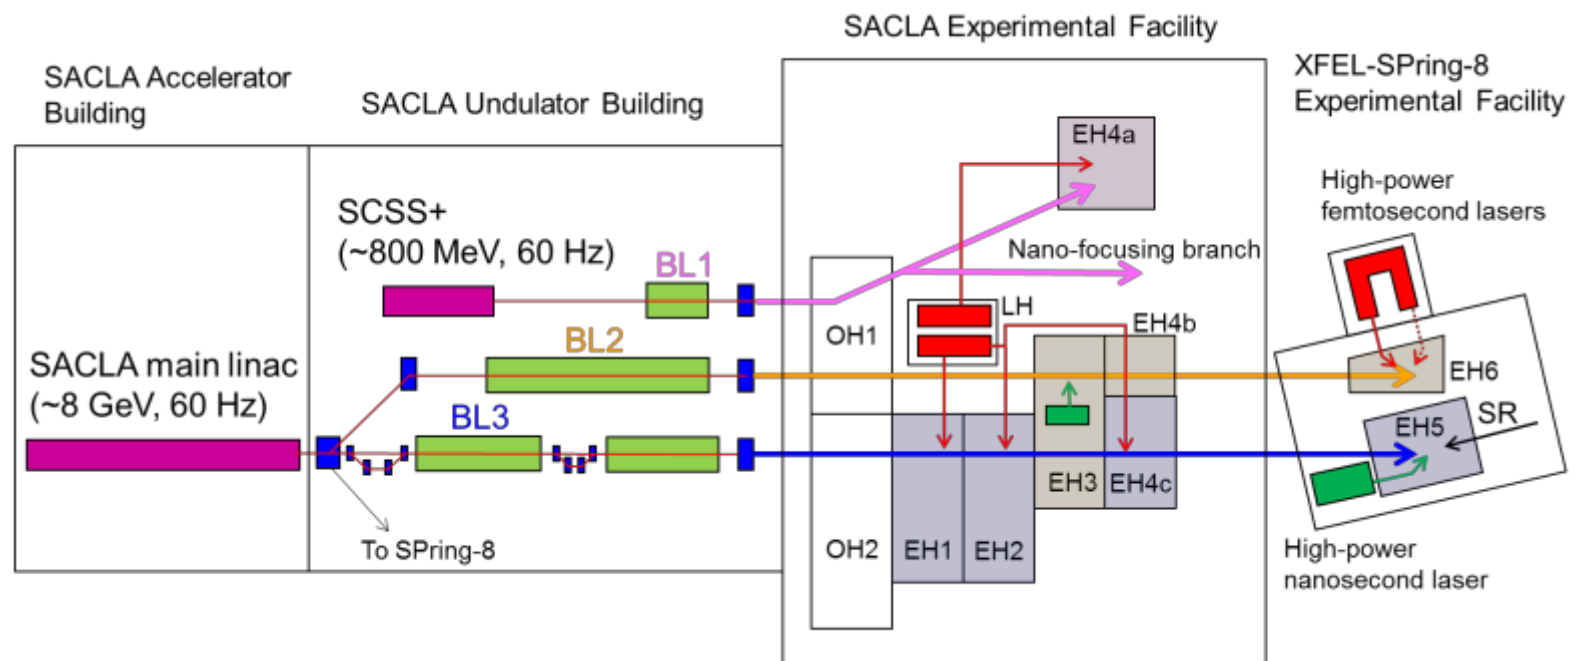 SACLA Experimental Facility
SACLA Accelerator
Building
SACLA Undulator Building
XFEL-SPring-8
Experimental Facility
EH4a
High-power
femtosecond lasers
SCSS+
(~800 MeV, 60 Hz)
BL1
Nano-focusing branch
LH
OH1
EH4b
BL2
SACLA main linac
(~8 GeV, 60 Hz)
EH6
BL3
SR
EH5
EH3
EH4c
To SPring-8
OH2
EH1
EH2
High-power
nanosecond laser